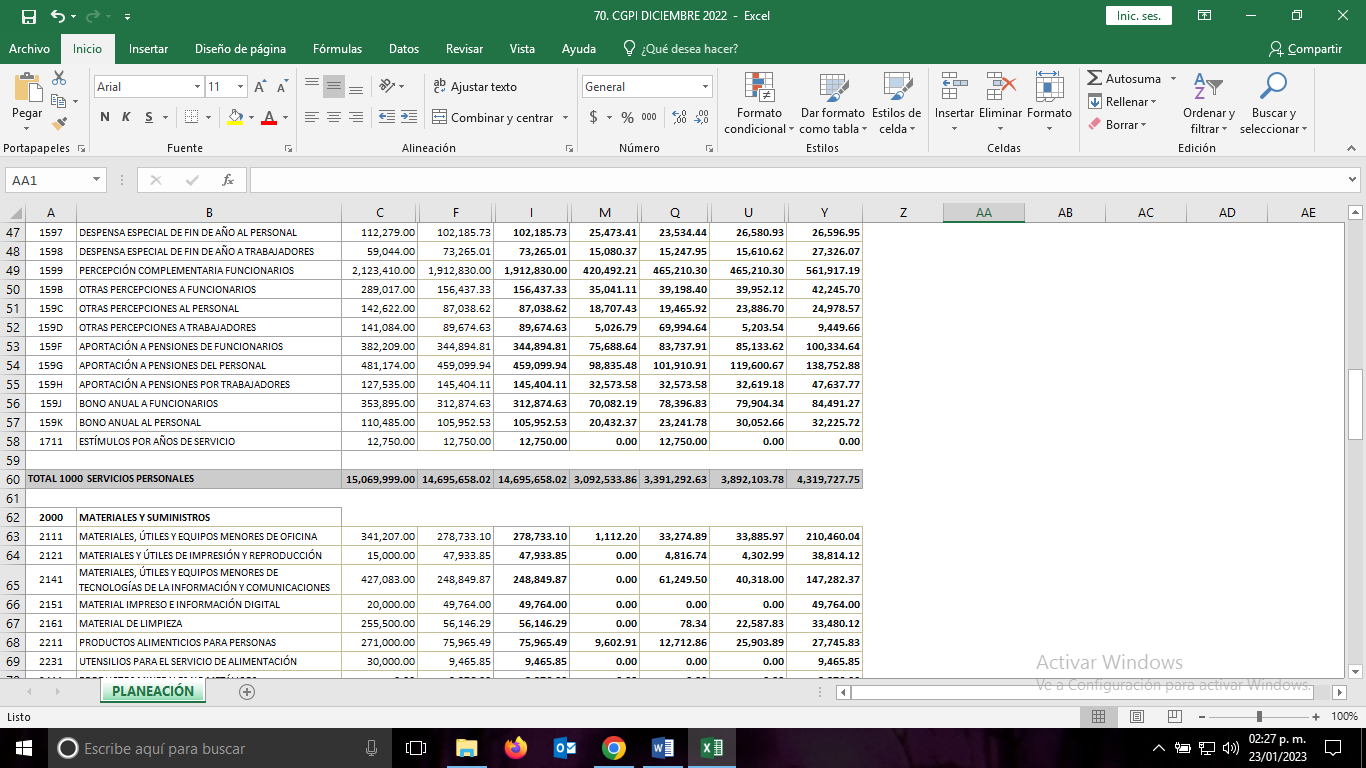 70. CGPI DICIEMBRE 2022 - Excel
Inic. ses.
Archivo Inicio Insertar Diseño de página Fórmulas Datos Revisar Vista Ayuda ¿Qué desea hacer? Compartir
Pegar
Portapapeles
Arial 11
N K S
Fuente
Ajustar texto
Combinar y centrar
Alineación
General
$ % 000
Número
Formato condicional
Dar formato como tabla
Estilos de celda
Estilos
Insertar Eliminar Formato
Celdas
Autosuma
Rellenar
Borrar
Ordenar y filtrar
Buscar y seleccionar
Edición
AA1 fx
A B C F I M Q U Y Z AA AB AC AD AE
47 1597 DESPENSA ESPECIAL DE FIN DE AÑO AL PERSONAL 112,279.00 102,185.73 102,185.73 25,473.41 23,534.44 26,580.93 26,596.95
48 1598 DESPENSA ESPECIAL DE FIN DE AÑO A TRABAJADORES 59,044.00 73,265.01 73,265.01 15,080.37 15,247.95 15,610.62 27,326.07
49 1599 PERCEPCIÓN COMPLEMENTARIA FUNCIONARIOS 2,123,410.00 1,912,830.00 1,912,830.00 420,492.21 465,210.30 465,210.30 561,917.19
50 159B OTRAS PERCEPCIONES A FUNCIONARIOS 289,017.00 156,437.33 156,437.33 35,041.11 39,198.40 39,952.12 42,245.70
51 159C OTRAS PERCEPCIONES AL PERSONAL 142,622.00 87,038.62 87,038.62 18,707.43 19,465.92 23,886.70 24,978.57
52 159D OTRAS PERCEPCIONES A TRABAJADORES 141,084.00 89,674.63 89,674.63 5,026.79 69,994.64 5,203.54 9,449.66
53 159F APORTACIÓN A PENSIONES DE FUNCIONARIOS 382,209.00 344,894.81 344,894.81 75,688.64 83,737.91 85,133.62 100,334.64
54 159G APORTACIÓN A PENSIONES DEL PERSONAL 481,174.00 459,099.94 459,099.94 98,835.48 101,910.91 119,600.67 138,752.88
55 159H APORTACIÓN A PENSIONES POR TRABAJADORES 127,535.00 145,404.11 145,404.11 32,573.58 32,573.58 32,619.18 47,637.77
56 159J BONO ANUAL A FUNCIONARIOS 353,895.00 312,874.63 312,874.63 70,082.19 78,396.83 79,904.34 84,491.27
57 159K BONO ANUAL AL PERSONAL 110,485.00 105,952.53 105,952.53 20,432.37 23,241.78 30,052.66 32,225.72
58 1711 ESTÍMULOS POR AÑOS DE SERVICIO 12,750.00 12,750.00 12,750.00 0.00 12,750.00 0.00 0.00
59
60 TOTAL 1000 SERVICIOS PERSONALES 15,069,999.00 14,695,658.02 14,695,658.02 3,092,533.86 3,391,292.63 3,892,103.78 4,319,727.75
61
62 2000 MATERIALES Y SUMINISTROS
63 2111 MATERIALES, ÚTILES Y EQUIPOS MENORES DE OFICINA 341,207.00 278,733.10 278,733.10 1,112.20 33,274.89 33,885.97 210,460.04
64 2121 MATERIALES Y ÚTILES DE IMPRESIÓN Y REPRODUCCIÓN 15,000.00 47,933.85 47,933.85 0.00 4,816.74 4,302.99 38,814.12
65 2141 MATERIALES, ÚTILES Y EQUIPOS MENORES DE TECNOLOGÍAS DE LA INFORMACIÓN Y COMUNICACIONES 427,083.00 248,849.87 248,849.87 0.00 61,249.50 40,318.00 147,282.37
66 2151 MATERIAL IMPRESO E INFORMACIÓN DIGITAL 20,000.00 49,764.00 49,764.00 0.00 0.00 0.00 49,764.00
67 2161 MATERIAL DE LIMPIEZA 255,500.00 56,146.29 56,146.29 0.00 78.34 22,587.83 33,480.12
68 2211 PRODUCTOS ALIMENTICIOS PARA PERSONAS 271,000.00 75,965.49 75,965.49 9,602.91 12,712.86 25,903.89 27,745.83
69 2231 UTENSILIOS PARA EL SERVICIO DE ALIMENTACIÓN 30,000.00 9,465.85 9,465.85 0.00 0.00 0.00 9,465.85
Activar Windows
Ve a Configuración para activar Windows.
PLANEACIÓN
Listo
100%
Escribe aquí para buscar
02:27 p. m.
23/01/2023